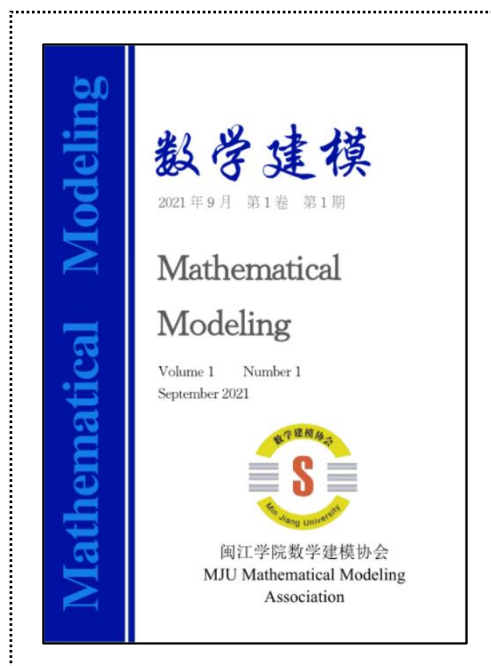 Mathematical Modeling
数学建模
2021年9月 第1卷 第1期
Mathematical
Modeling
Volume 1 Number 1
September 2021
数学建模协会
S
Min Jiang University
闽江学院数学建模协会
MJU Mathematical Modeling
Association